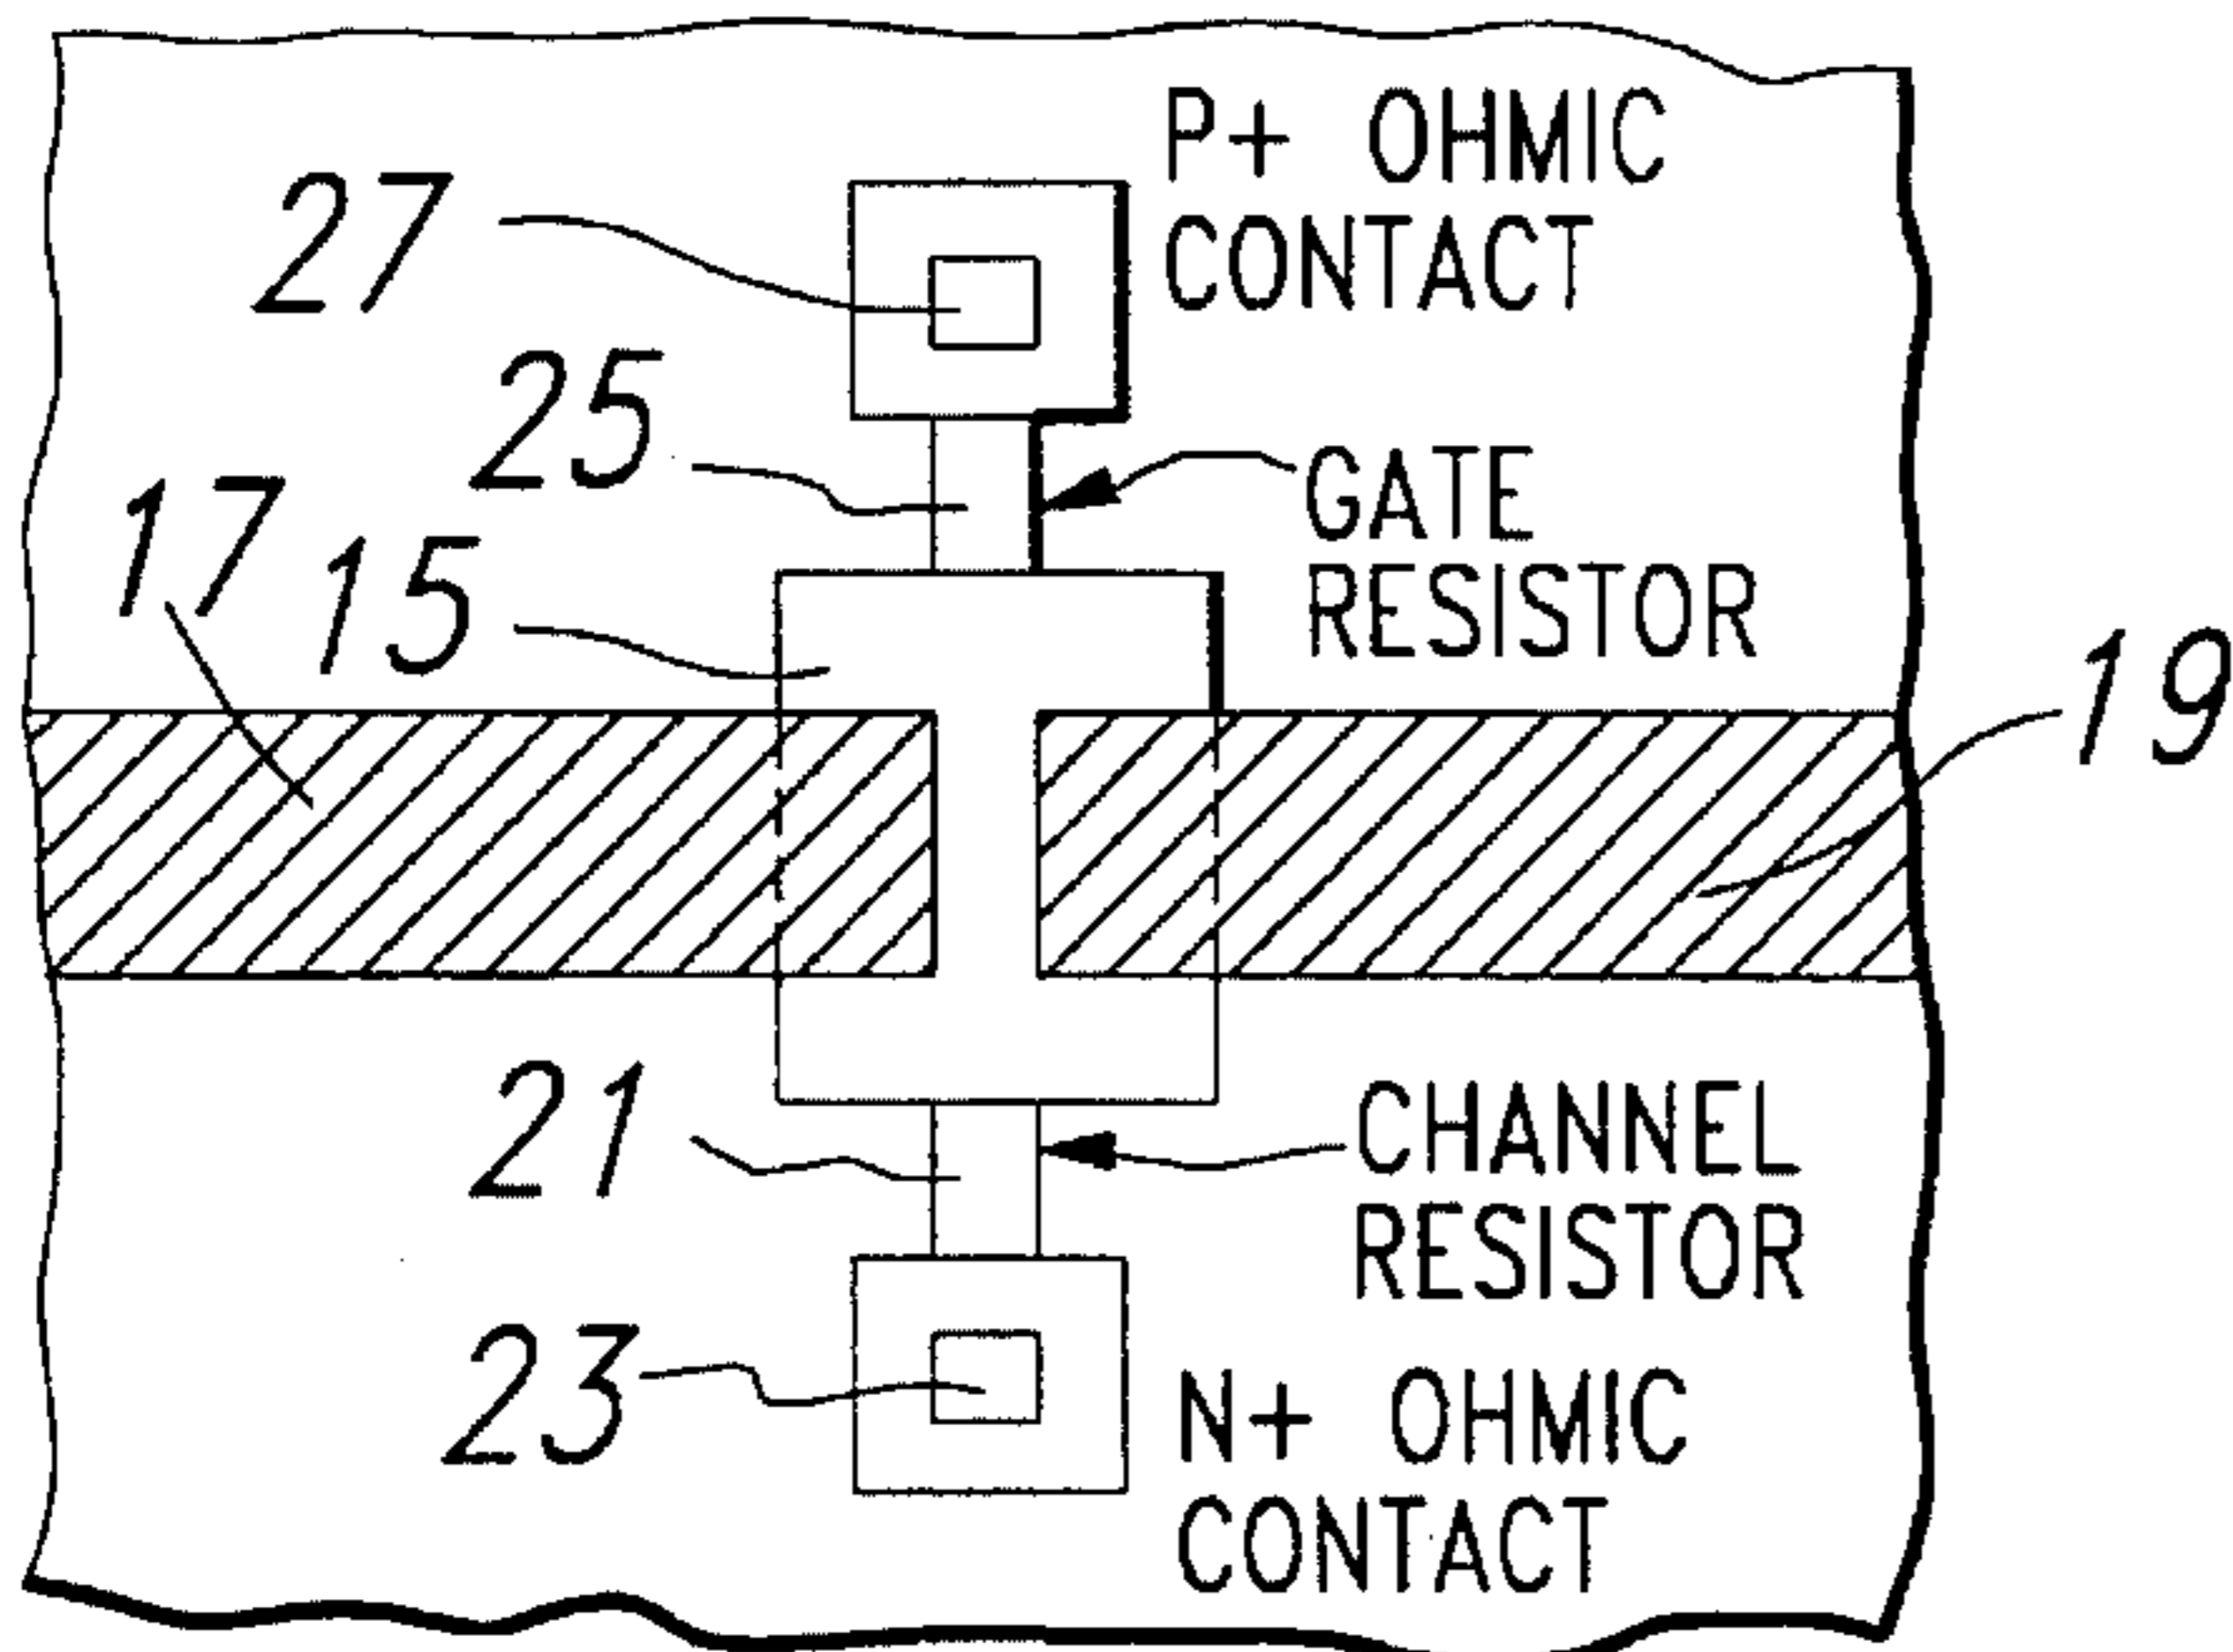 P+ OHMIC
CONTACT
27
25
GATE
RESISTOR
17
15
19
21
CHANNEL
RESISTOR
23
N+ OHMIC
CONTACT